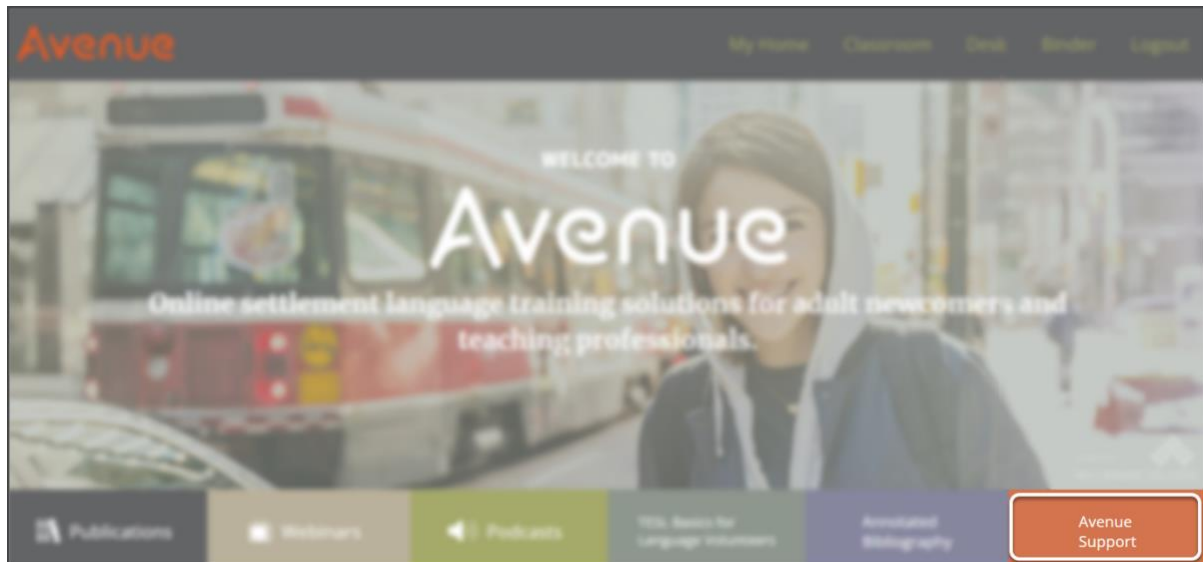 Avenue
My Home Classroom Desk Binder Logout
WELCOME TO
Avenue
Online settlement language training solutions for adult newcomers and
teaching professionals.
Publications
Webinars
Podcasts
TESL Basics for
Language Volunteers
Annotated
Bibliography
Avenue
Support